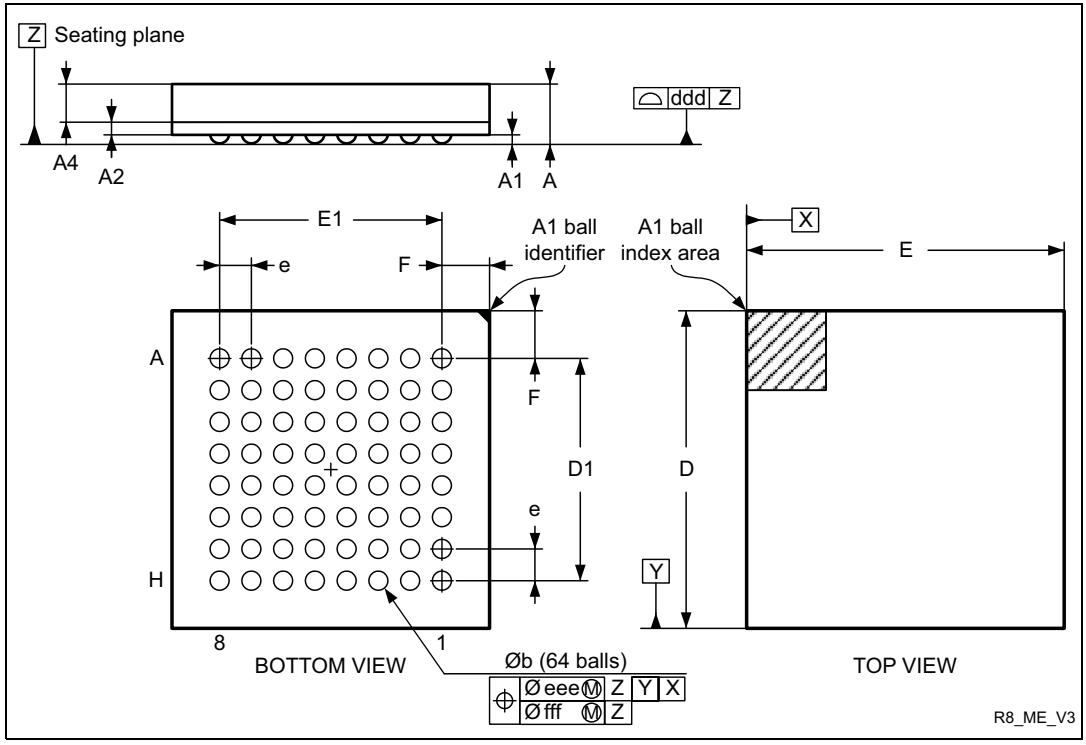 Z Seating plane
ddd Z
A4
A2
A1
A
E1
A1 ball
identifier
A1 ball
index area
X
e
F
E
A
F
D1
D
e
Y
H
8
1
BOTTOM VIEW
Øb (64 balls)
TOP VIEW
Ø eee Ⓜ Z Y X
Ø fff Ⓜ Z
R8_ME_V3